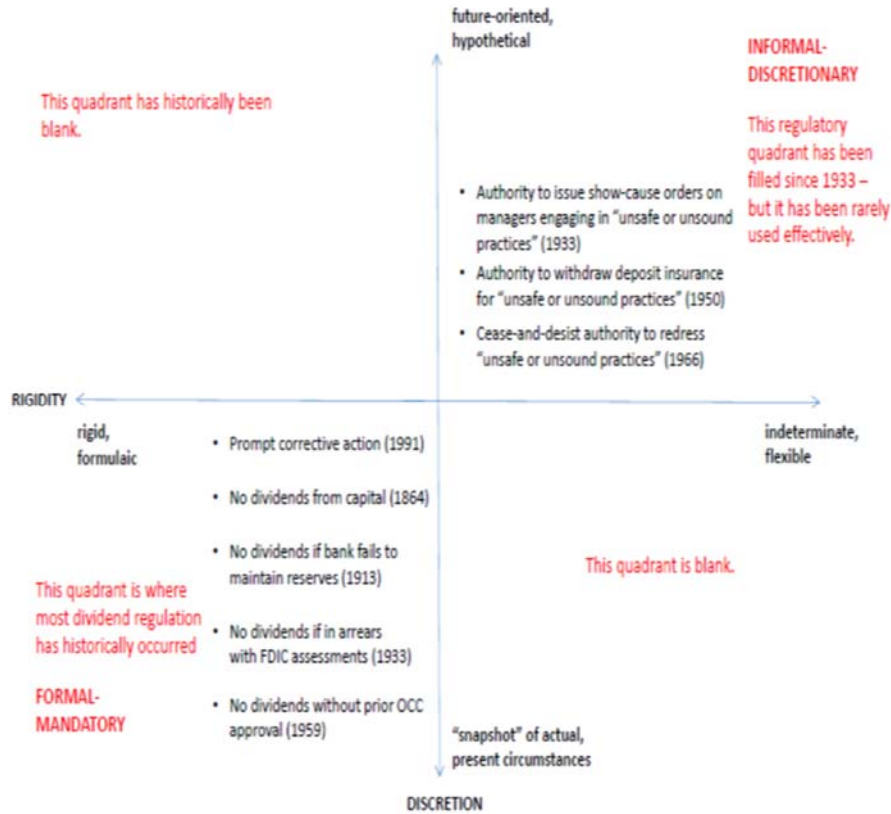 future-oriented,
hypothetical
INFORMAL-
DISCRETIONARY
This quadrant has historically been
blank.
This regulatory
quadrant has been
filled since 1933 –
but it has been rarely
used effectively.
• Authority to issue show-cause orders on
managers engaging in “unsafe or unsound
practices” (1933)
• Authority to withdraw deposit insurance
for “unsafe or unsound practices” (1950)
• Cease-and-desist authority to redress
“unsafe or unsound practices” (1966)
RIGIDITY
rigid,
formulaic
indeterminate,
flexible
• Prompt corrective action (1991)
• No dividends from capital (1864)
• No dividends if bank fails to
maintain reserves (1913)
This quadrant is blank.
This quadrant is where
most dividend regulation
has historically occurred
• No dividends if in arrears
with FDIC assessments (1933)
FORMAL-
MANDATORY
• No dividends without prior OCC
approval (1959)
“snapshot” of actual,
present circumstances
DISCRETION